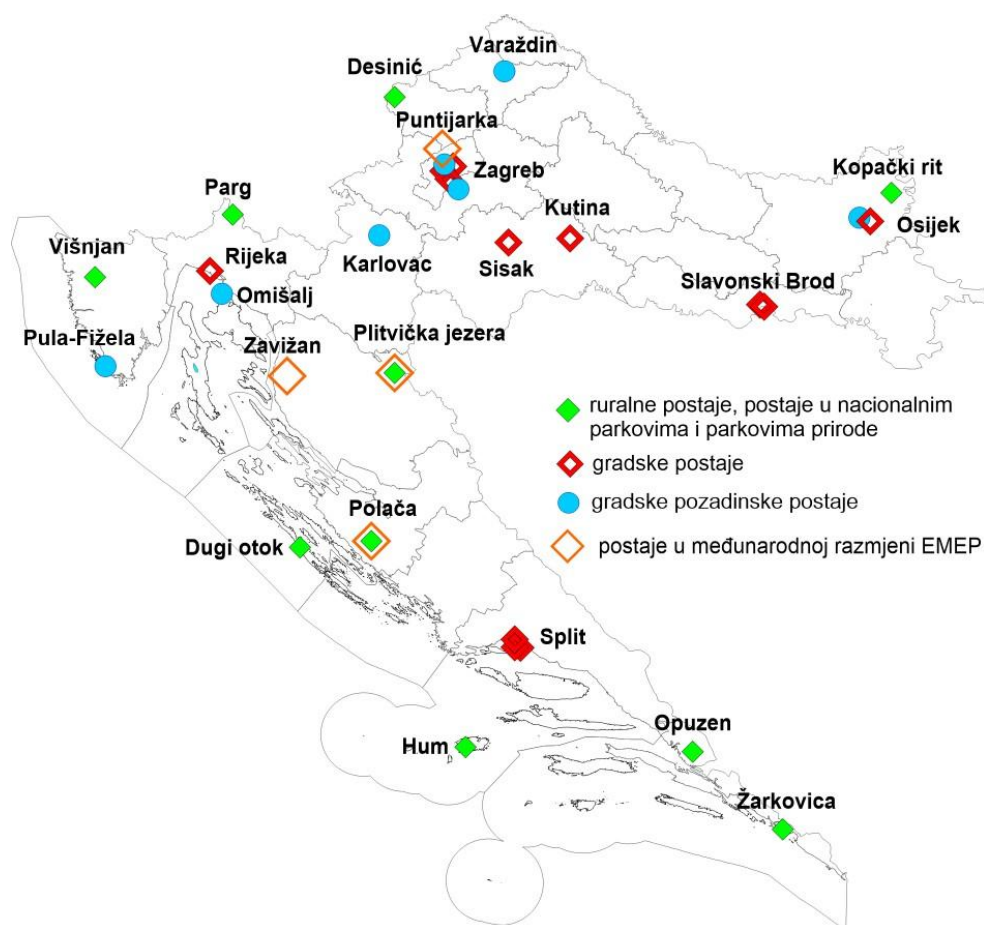 Varaždin
Desinić
Puntijarka
Zagreb
Kopački rit
Parg
Kutina
Osijek
Višnjan
Rijeka
Karlovac
Sisak
Slavonski Brod
Omišalj
Pula-Fižela
Zavižan
Plitvička jezera
ruralne postaje, postaje u nacionalnim
parkovima i parkovima prirode
gradske postaje
gradske pozadinske postaje
postaje u međunarodnoj razmjeni EMEP
Polača
Dugi otok
Split
Opuzen
Hum
Žarkovica